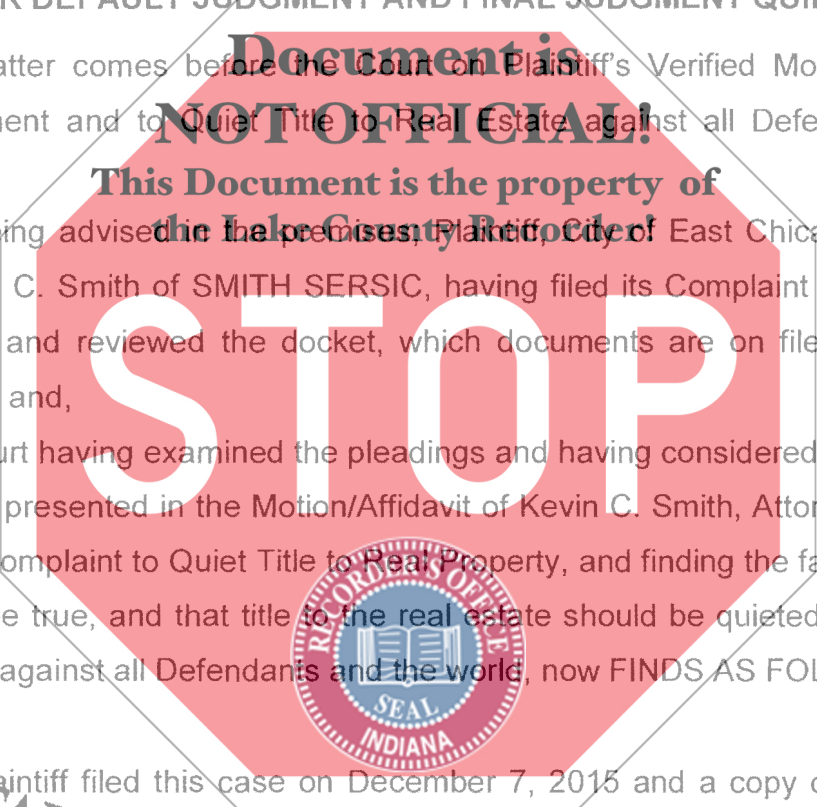 R DEFAULT JUDGMENT AND FINAL JUDGMENT QUI
Document is
atter comes before the Court on Plaintiff's Verified Mo
NOT OFFICIAL!
nent and to Quiet Title to Real Estate against all Defe
This Document is the property of
the Lake County Recorder!
ing advised in the premises; Plaintiff, City of East Chica
C. Smith of SMITH SERSIC, having filed its Complaint
and reviewed the docket, which documents are on file
and,
STOP
urt having examined the pleadings and having considered
presented in the Motion/Affidavit of Kevin C. Smith, Attor
omplaint to Quiet Title to Real Property, and finding the fa
e true, and that title to the real estate should be quieted
against all Defendants and the world, now FINDS AS FOL
RECORDER'S OFFICE
SEAL
INDIANA
aintiff filed this case on December 7, 2015 and a copy o